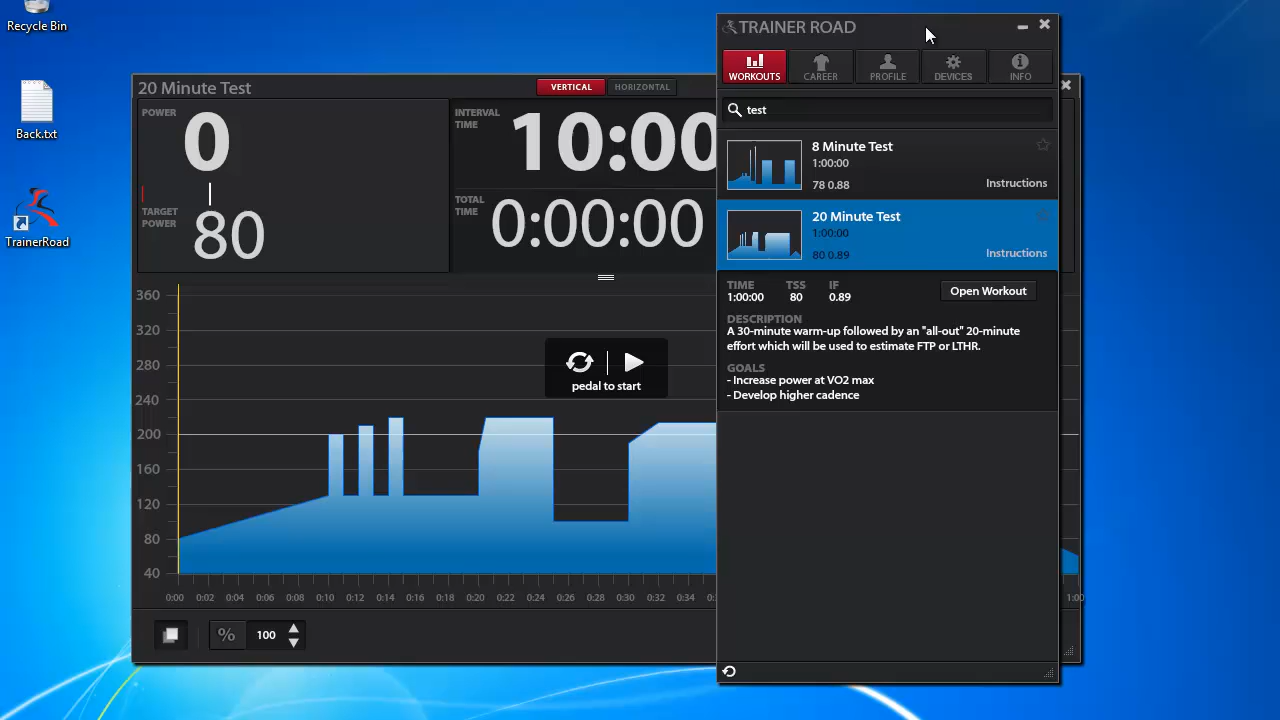 Recycle Bin
Back.txt
TrainerRoad
20 Minute Test
VERTICAL
HORIZONTAL
POWER
0
TARGET
POWER
80
INTERVAL
TIME
10:00
TOTAL
TIME
0:00:00
360
320
280
240
200
160
120
80
40
pedal to start
0:00 0:02 0:04 0:06 0:08 0:10 0:12 0:14 0:16 0:18 0:20 0:22 0:24 0:26 0:28 0:30 0:32 0:34 1:00
% 100
TRAINER ROAD
WORKOUTS
CAREER
PROFILE
DEVICES
INFO
test
8 Minute Test
1:00:00
78 0.88
Instructions
20 Minute Test
1:00:00
80 0.89
Instructions
TIME TSS IF
1:00:00 80 0.89
Open Workout
DESCRIPTION
A 30-minute warm-up followed by an "all-out" 20-minute
effort which will be used to estimate FTP or LTHR.
GOALS
- Increase power at VO2 max
- Develop higher cadence